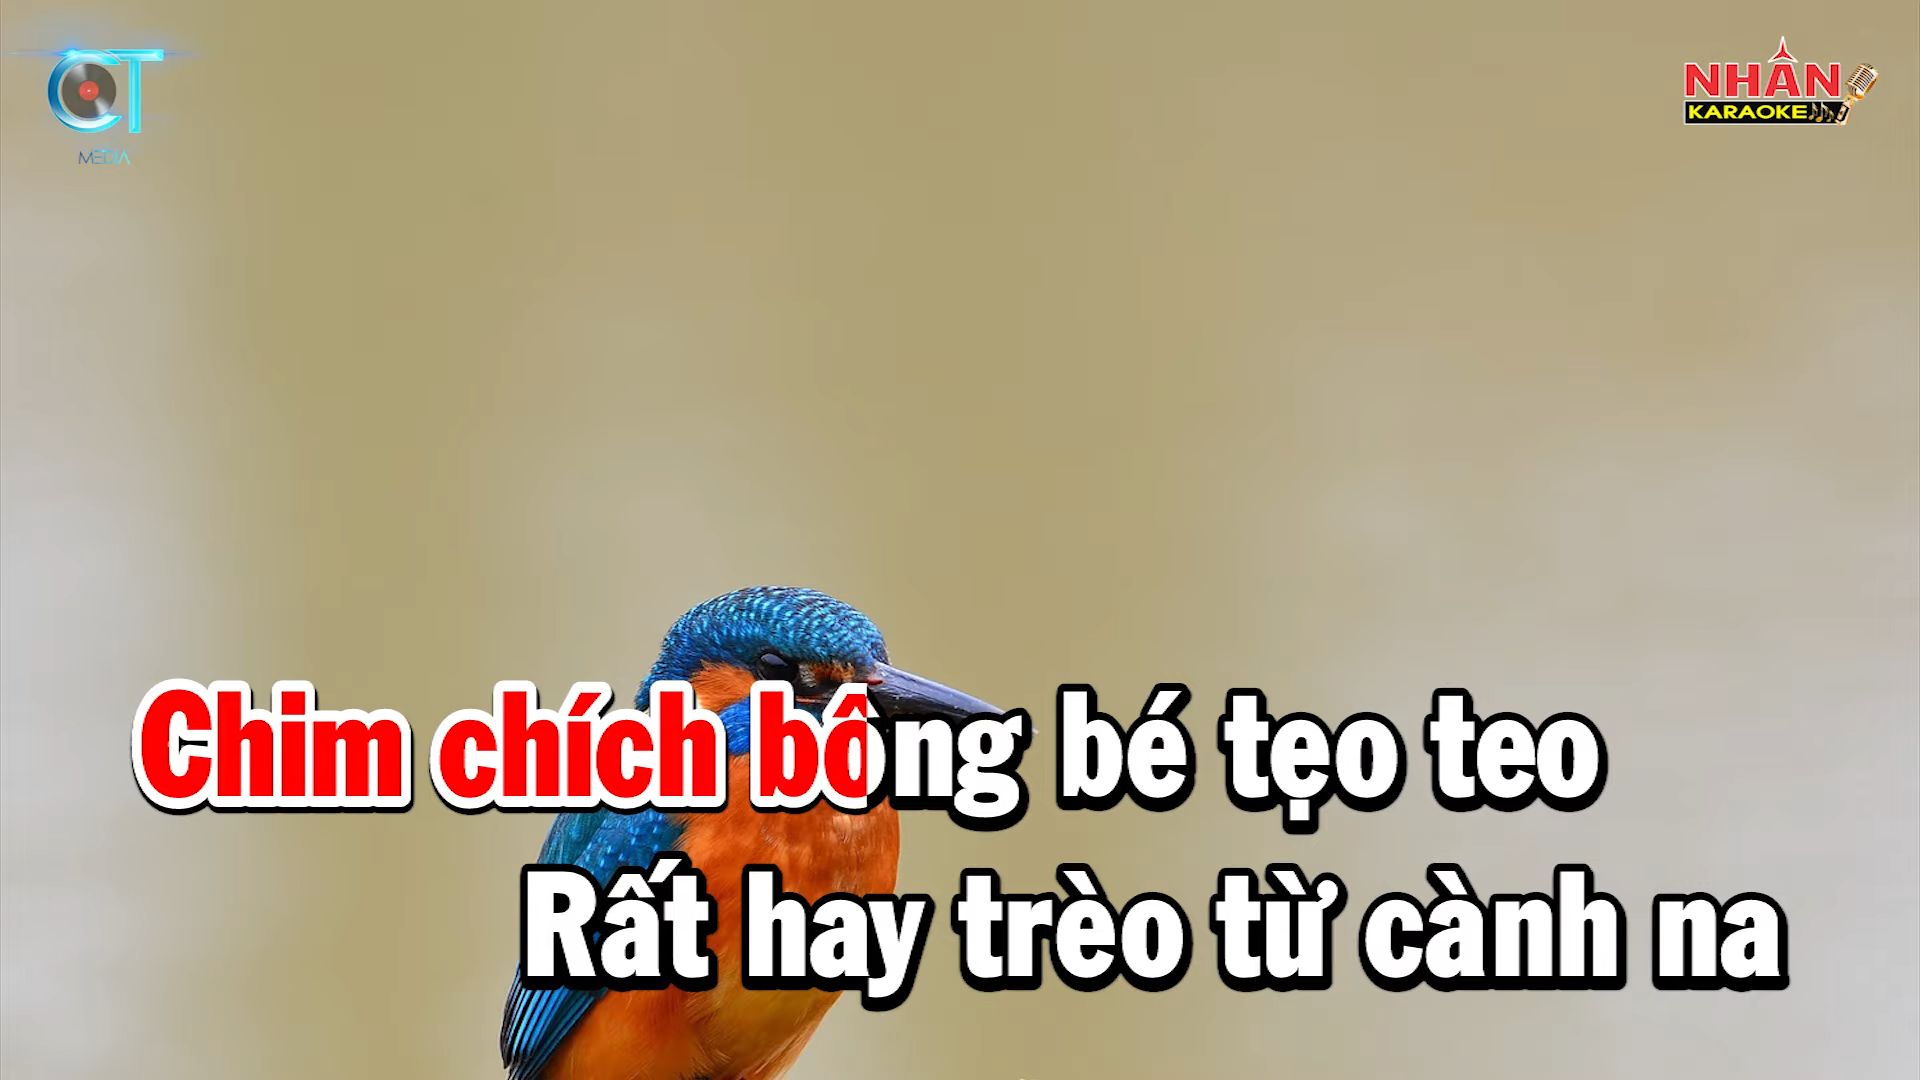 CT
MEDIA
NHÂN
KARAOKE
Chim chích bông bé tẹo teo
Rất hay trèo từ cành na